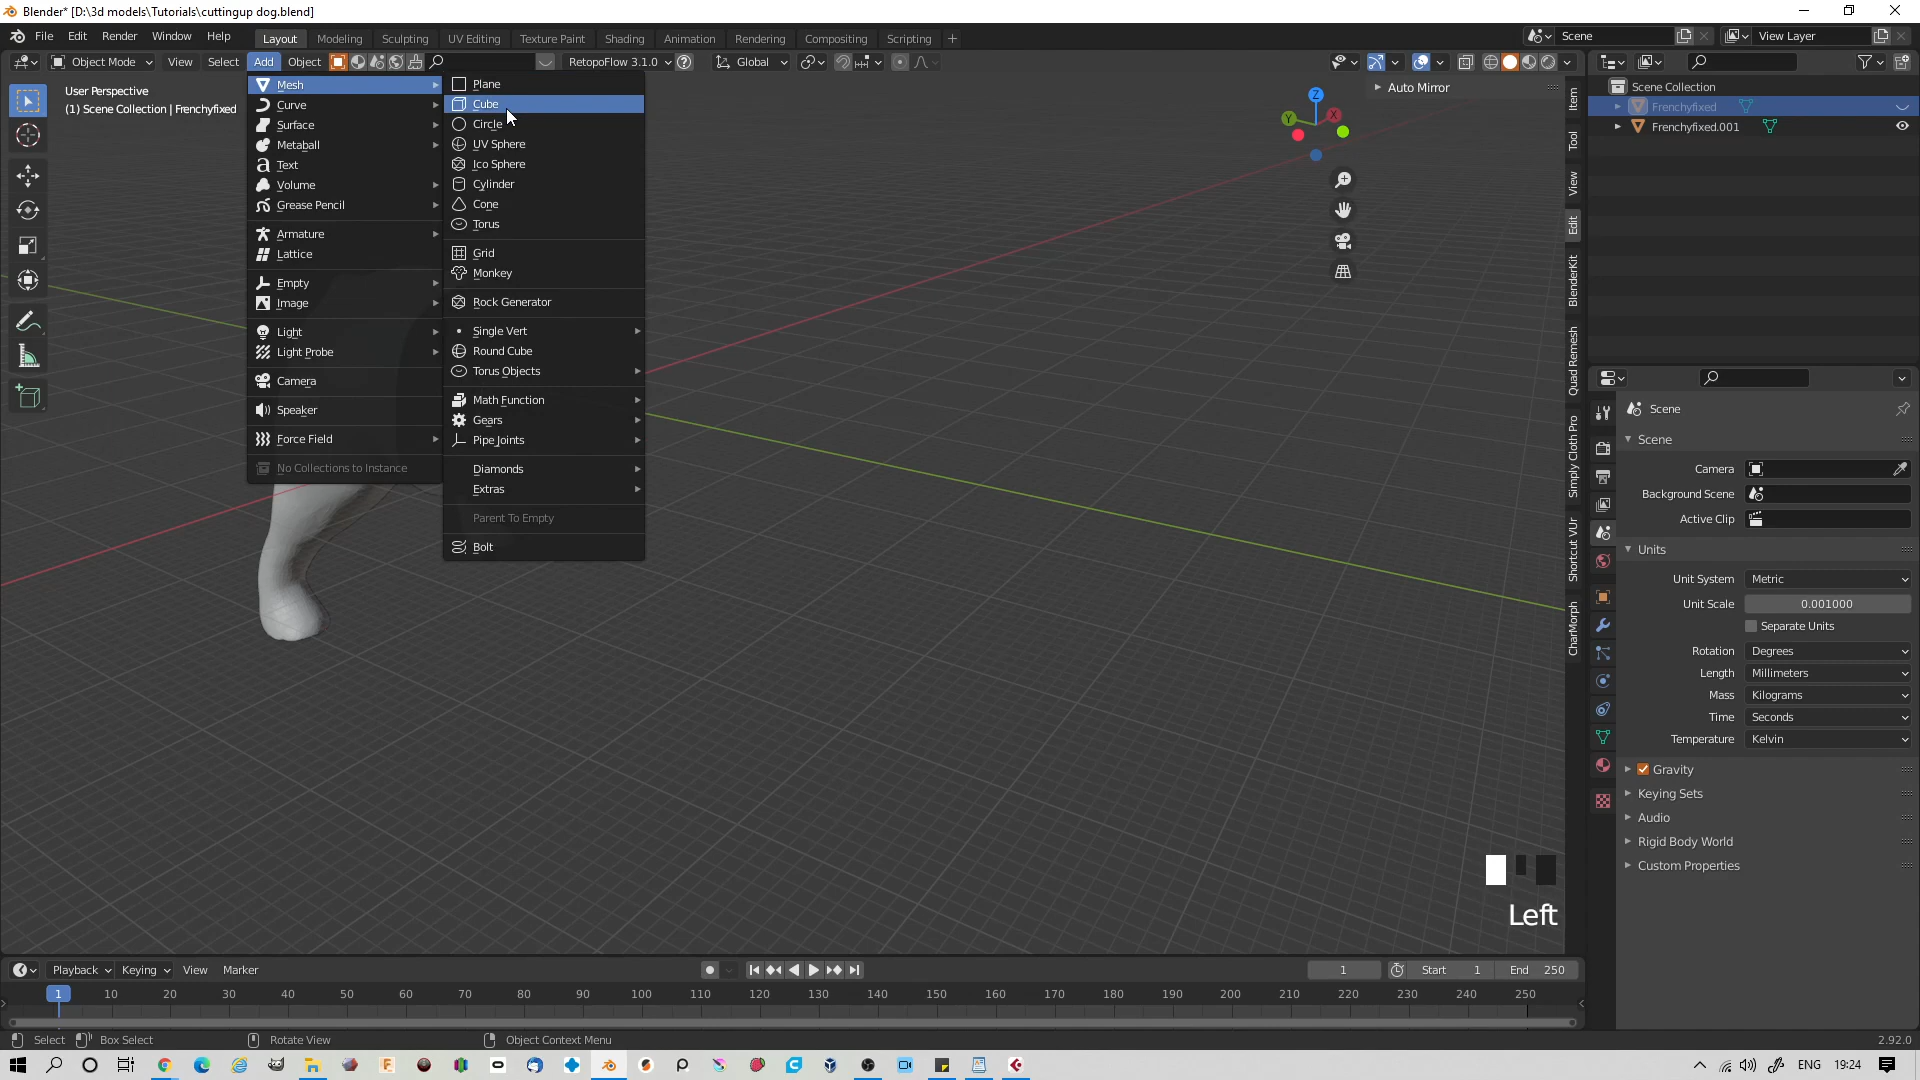 Blender* [D:\3d models\Tutorials\cuttingup dog.blend]
File Edit Render Window Help Layout Modeling Sculpting UV Editing Texture Paint Shading Animation Rendering Compositing Scripting + Scene View Layer
Object Mode View Select Add Object RetopoFlow 3.1.0 Global
User Perspective
(1) Scene Collection | Frenchyfixed
Mesh
Curve
Surface
Metaball
Text
Volume
Grease Pencil
Armature
Lattice
Empty
Image
Light
Light Probe
Camera
Speaker
Force Field
No Collections to Instance
Plane
Cube
Circle
UV Sphere
Ico Sphere
Cylinder
Cone
Torus
Grid
Monkey
Rock Generator
Single Vert
Round Cube
Torus Objects
Math Function
Gears
Pipe Joints
Diamonds
Extras
Parent To Empty
Bolt
Z
Y
X
Auto Mirror
Item
Tool
View
Edit
BlenderKit
Quad Remesh
Simply Cloth Pro
Shortcut VUr
CharMorph
Scene Collection
Frenchyfixed
Frenchyfixed.001
Scene
Scene
Camera
Background Scene
Active Clip
Units
Unit System Metric
Unit Scale 0.001000
Separate Units
Rotation Degrees
Length Millimeters
Mass Kilograms
Time Seconds
Temperature Kelvin
Gravity
Keying Sets
Audio
Rigid Body World
Custom Properties
Left
Playback Keying View Marker 1 Start 1 End 250
1 10 20 30 40 50 60 70 80 90 100 110 120 130 140 150 160 170 180 190 200 210 220 230 240 250
Select Box Select Rotate View Object Context Menu 2.92.0
ENG 19:24